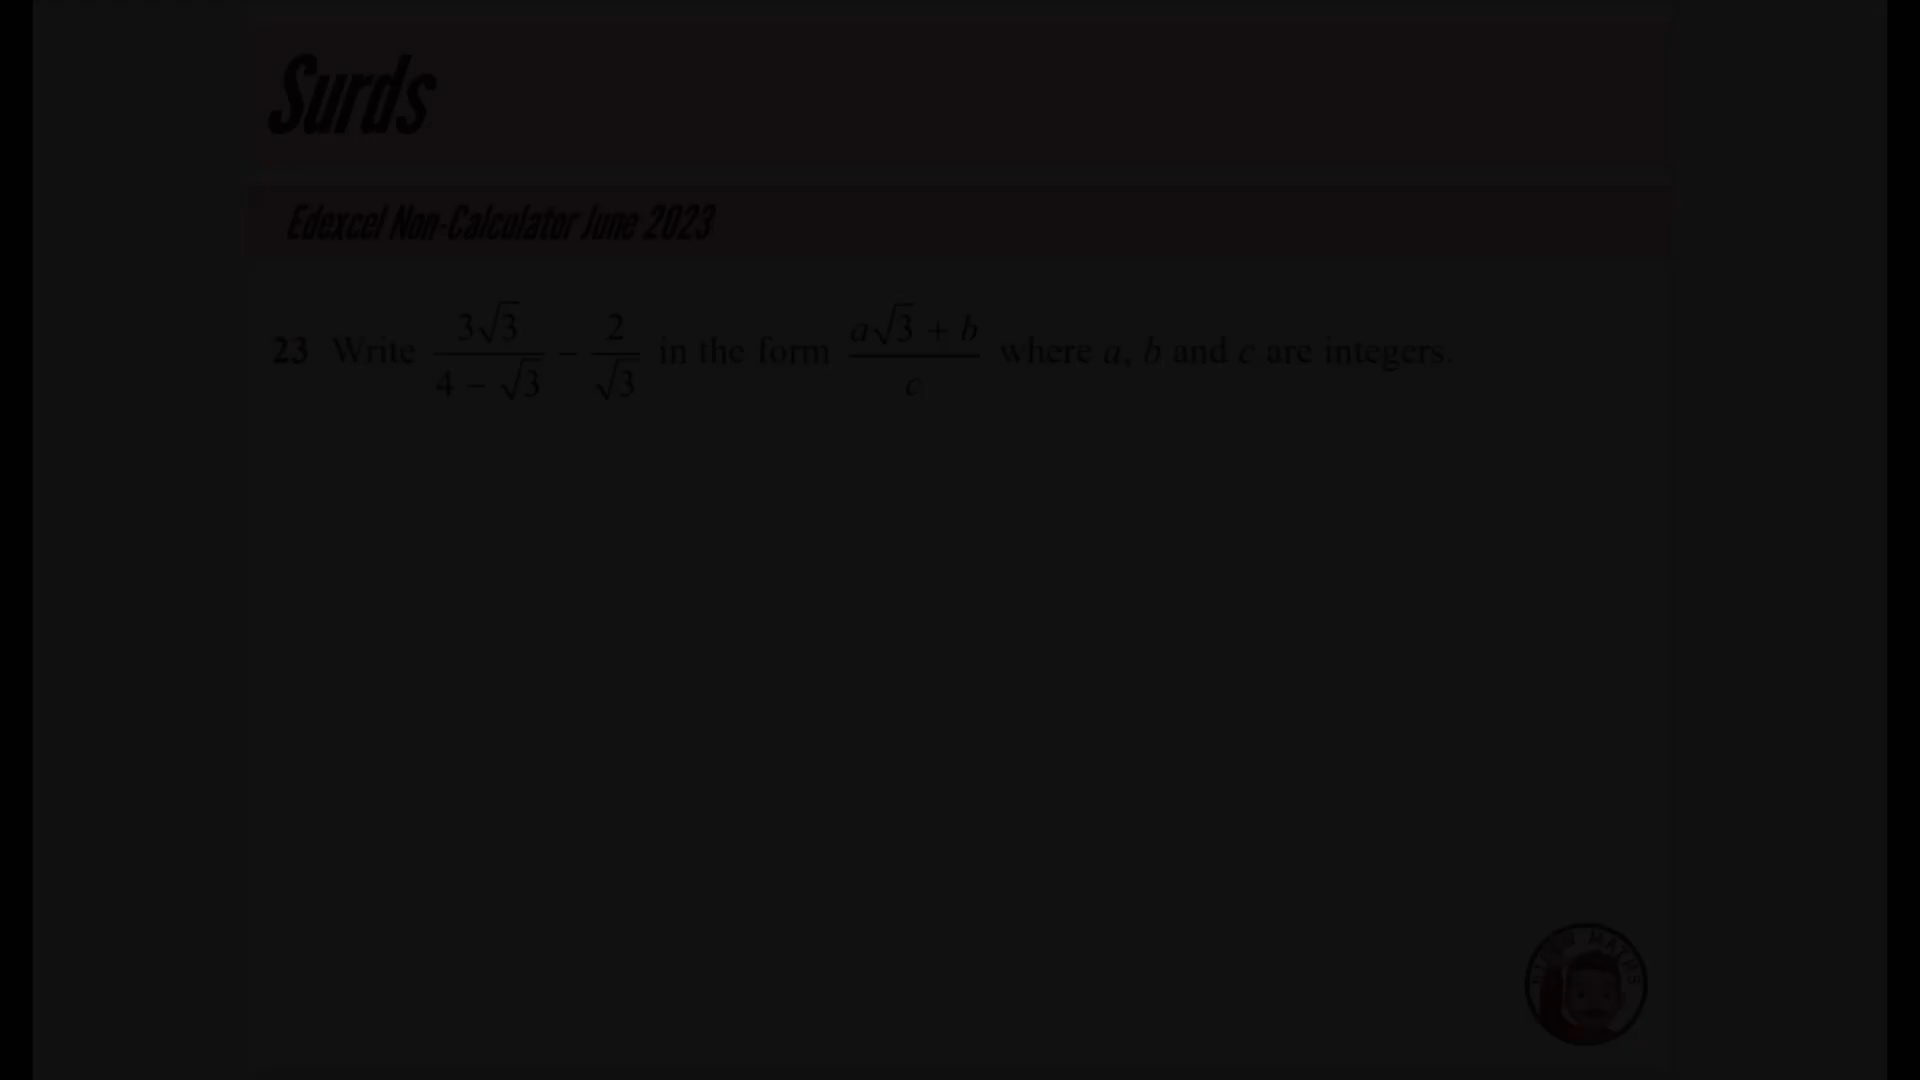 Surds
Edexcel Non-Calculator June 2023
23 Write 3√3 / (4 − √3) − 2 / √3 in the form (a√3 + b) / c where a, b and c are integers.
MATHS